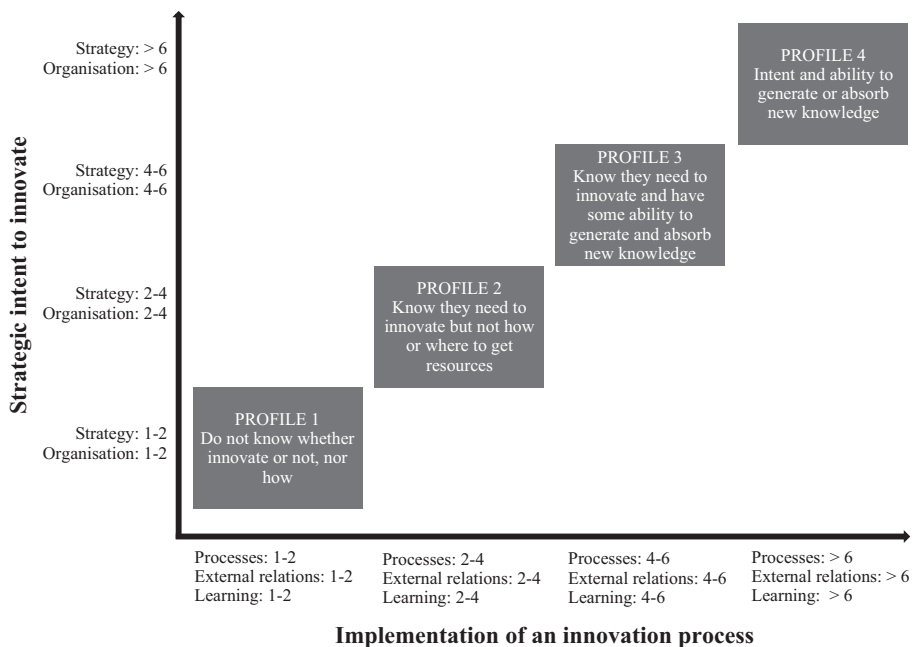 Strategic intent to innovate
Strategy: > 6
Organisation: > 6
Strategy: 4-6
Organisation: 4-6
Strategy: 2-4
Organisation: 2-4
Strategy: 1-2
Organisation: 1-2
PROFILE 4
Intent and ability to
generate or absorb
new knowledge
PROFILE 3
Know they need to
innovate and have
some ability to
generate and absorb
new knowledge
PROFILE 2
Know they need to
innovate but not how
or where to get
resources
PROFILE 1
Do not know whether
innovate or not, nor
how
Processes: 1-2
External relations: 1-2
Learning: 1-2
Processes: 2-4
External relations: 2-4
Learning: 2-4
Processes: 4-6
External relations: 4-6
Learning: 4-6
Processes: > 6
External relations: > 6
Learning: > 6
Implementation of an innovation process